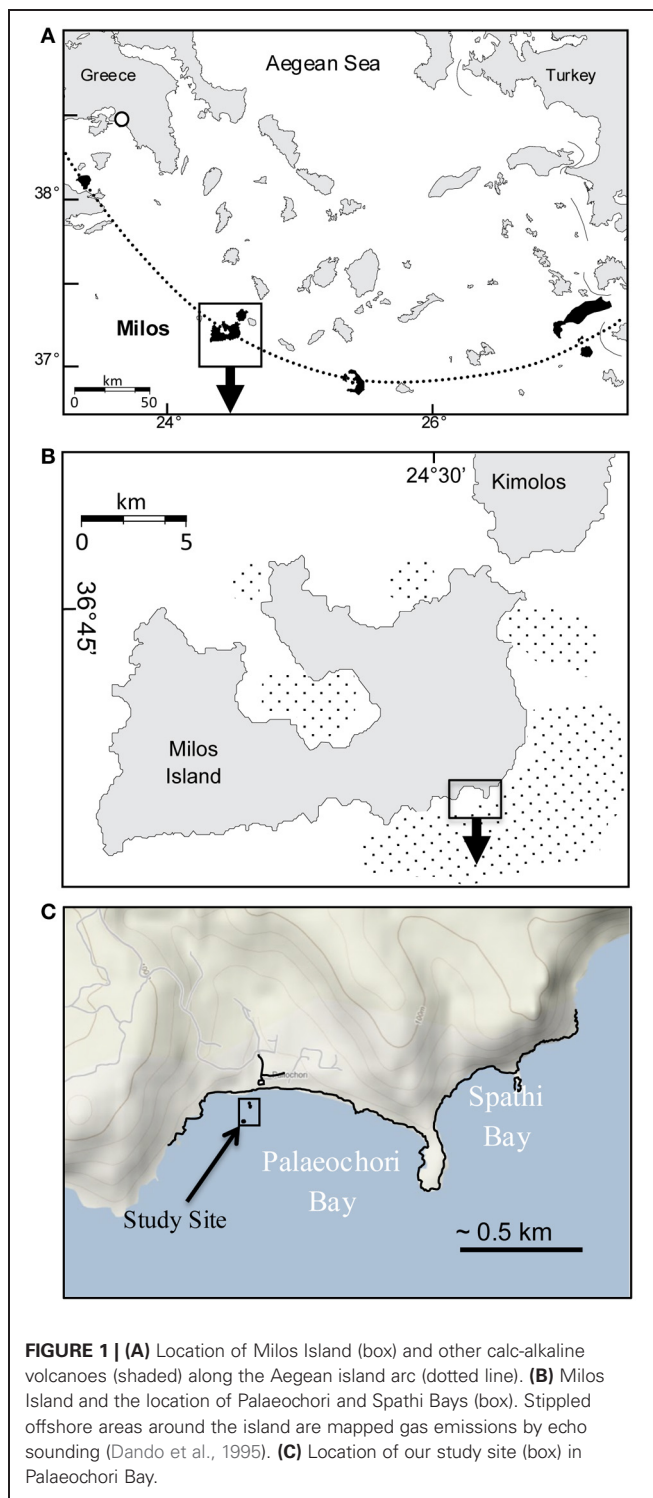 A
Greece
Aegean Sea
Turkey
38°
Milos
37°
km
0 50
24° 26°
B
24°30'
Kimolos
km
0 5
36°45'
Milos
Island
C
Spathi
Bay
Palaeochori
Bay
Study Site
~ 0.5 km
FIGURE 1 | (A) Location of Milos Island (box) and other calc-alkaline
volcanoes (shaded) along the Aegean island arc (dotted line). (B) Milos
Island and the location of Palaeochori and Spathi Bays (box). Stippled
offshore areas around the island are mapped gas emissions by echo
sounding (Dando et al., 1995). (C) Location of our study site (box) in
Palaeochori Bay.